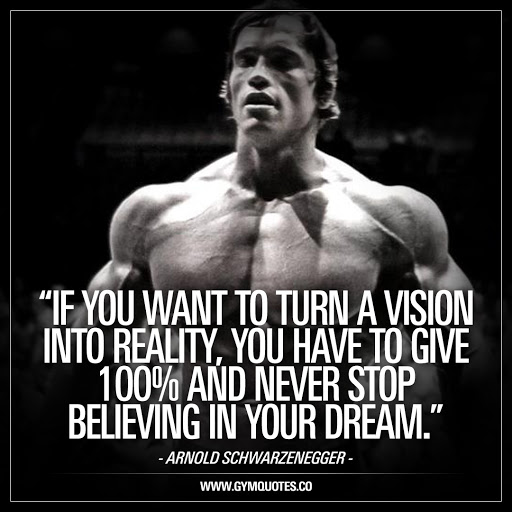 “IF YOU WANT TO TURN A VISION
INTO REALITY, YOU HAVE TO GIVE
100% AND NEVER STOP
BELIEVING IN YOUR DREAM.”
- ARNOLD SCHWARZENEGGER -
WWW.GYMQUOTES.CO